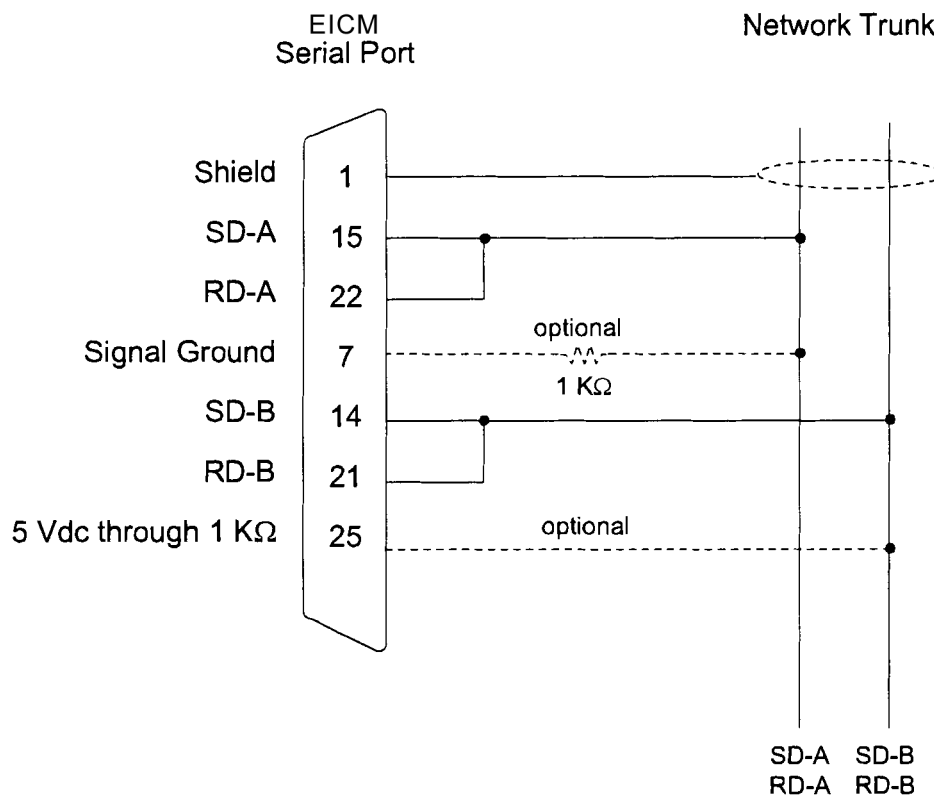 EICM
Serial Port
Network Trunk
Shield 1
SD-A 15
RD-A 22
optional
Signal Ground 7
1 KΩ
SD-B 14
RD-B 21
5 Vdc through 1 KΩ 25
optional
SD-A SD-B
RD-A RD-B